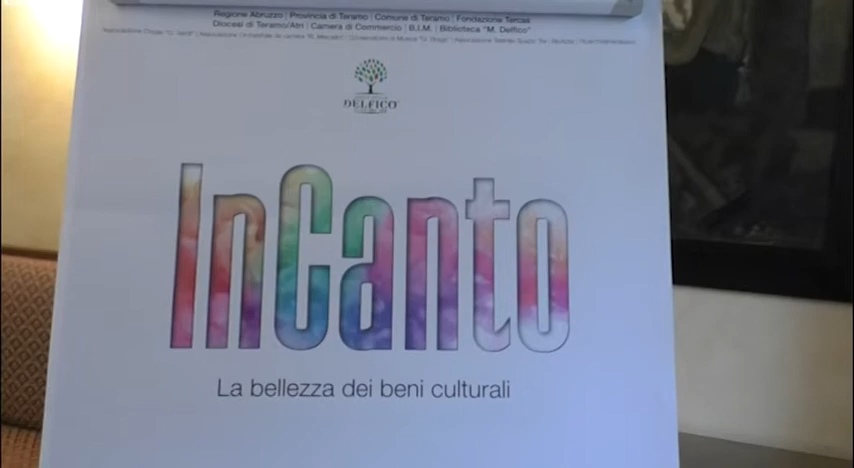 Regione Abruzzo | Provincia di Teramo | Comune di Teramo | Fondazione Tercas
Diocesi di Teramo/Atri | Camera di Commercio | B.I.M. | Biblioteca "M. Delfico"
DELFICO
InCanto
La bellezza dei beni culturali